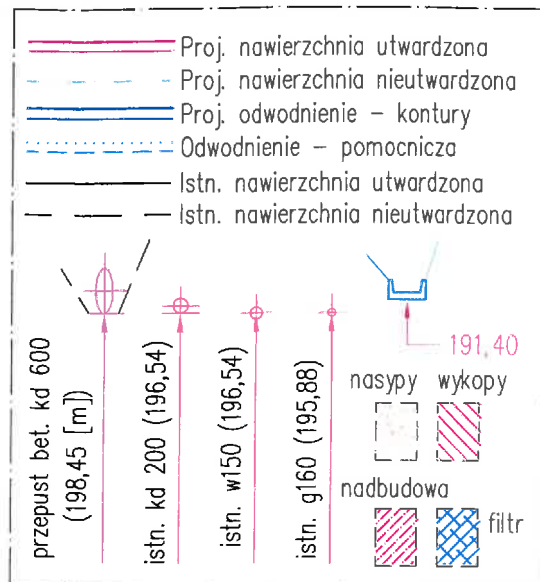 Proj. nawierzchnia utwardzona
Proj. nawierzchnia nieutwardzona
Proj. odwodnienie – kontury
Odwodnienie – pomocnicza
Istn. nawierzchnia utwardzona
Istn. nawierzchnia nieutwardzona
przepust bet. kd 600
(198,45 [m])
istn. kd 200 (196,54)
istn. w150 (196,54)
istn. g160 (195,88)
191,40
nasypy wykopy
nadbudowa
filtr